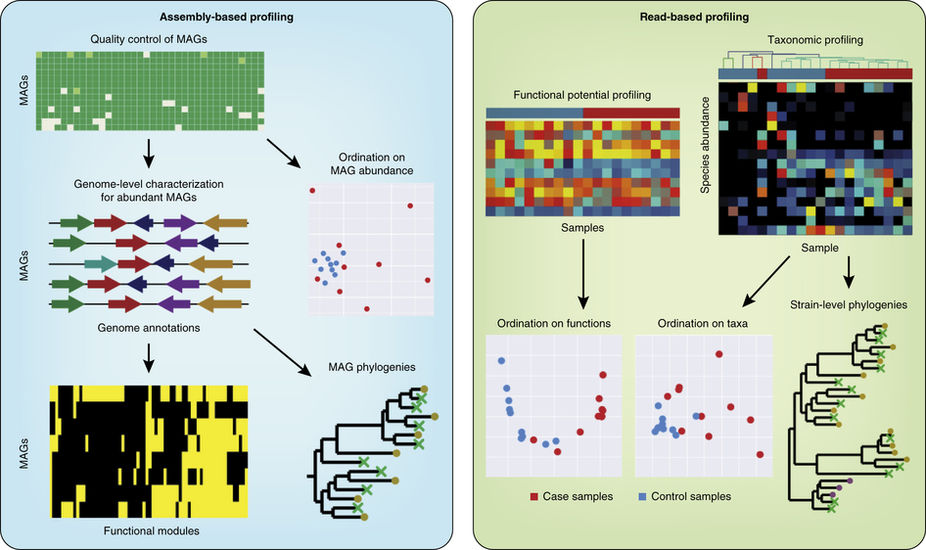 Assembly-based profiling
Quality control of MAGs
MAGs
Genome-level characterization
for abundant MAGs
Ordination on
MAG abundance
MAGs
Genome annotations
MAG phylogenies
MAGs
Functional modules
Read-based profiling
Taxonomic profiling
Functional potential profiling
Species abundance
Samples
Sample
Strain-level phylogenies
Ordination on functions
Ordination on taxa
Case samples
Control samples